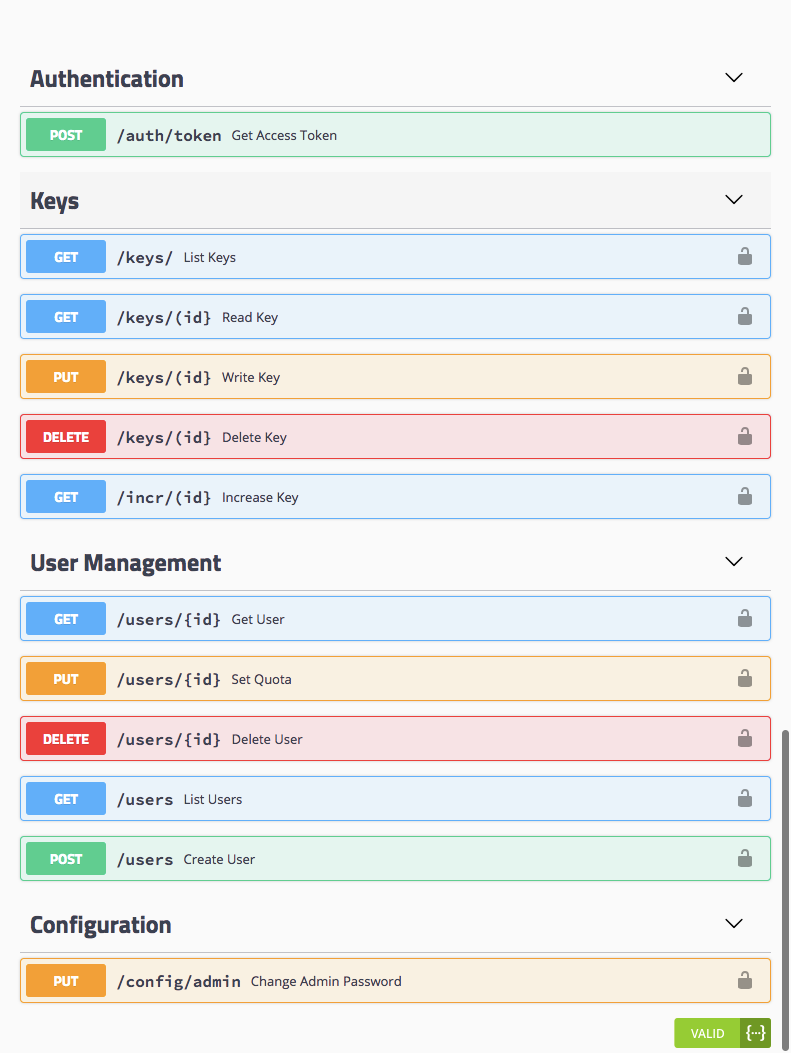 Authentication
POST /auth/token Get Access Token
Keys
GET /keys/ List Keys
GET /keys/(id} Read Key
PUT /keys/(id} Write Key
DELETE /keys/(id} Delete Key
GET /incr/(id} Increase Key
User Management
GET /users/{id} Get User
PUT /users/{id} Set Quota
DELETE /users/{id} Delete User
GET /users List Users
POST /users Create User
Configuration
PUT /config/admin Change Admin Password
VALID {···}